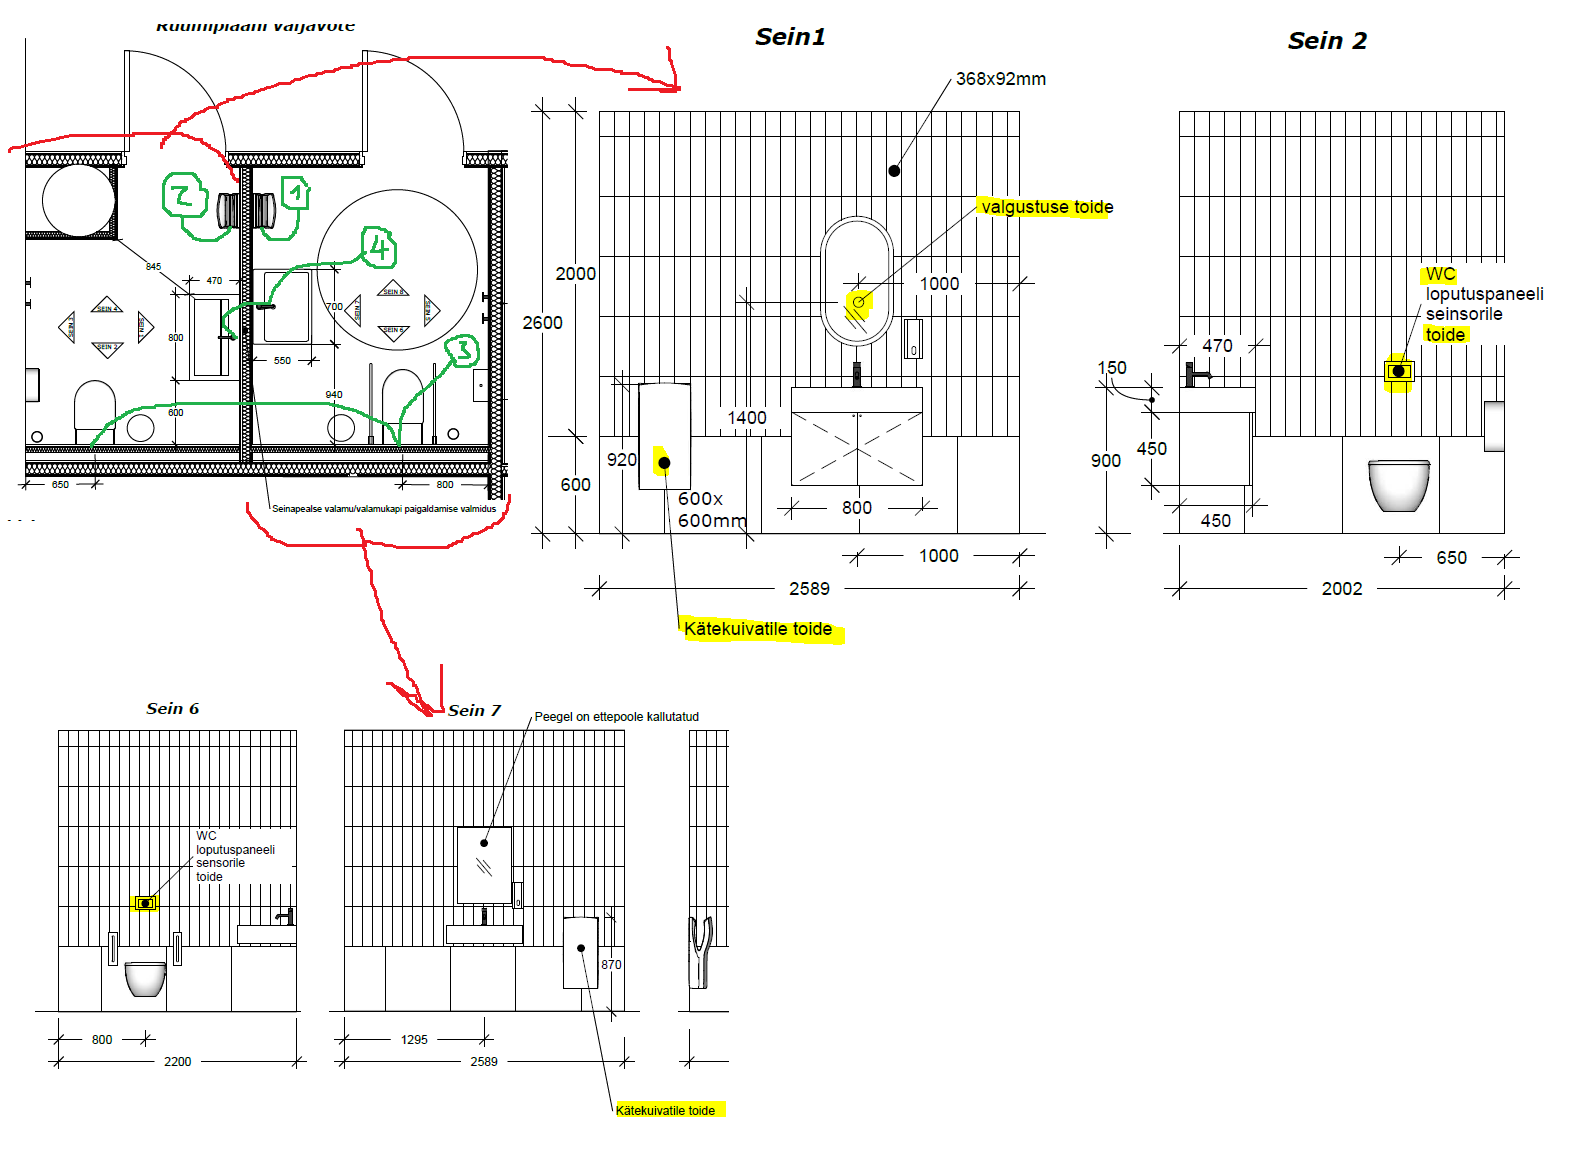 Ruumiplaani väljavõte
Sein1
Sein 2
368x92mm
valgustuse toide
2
1
4
3
845
470
700
800
550
600
940
SEIN 4
SEIN 3
SEIN 1
SEIN 2
SEIN 8
SEIN 7
SEIN 5
SEIN 6
650
800
Seinapealse valamu/valamukapi paigaldamise valmidus
2000
2600
1000
1400
920
600
600x
600mm
800
1000
2589
Kätekuivatile toide
WC
loputuspaneeli
seinsorile
toide
470
150
450
900
450
650
2002
Sein 6
Sein 7
Peegel on ettepoole kallutatud
WC
loputuspaneeli
sensorile
toide
870
800
2200
1295
2589
Kätekuivatile toide